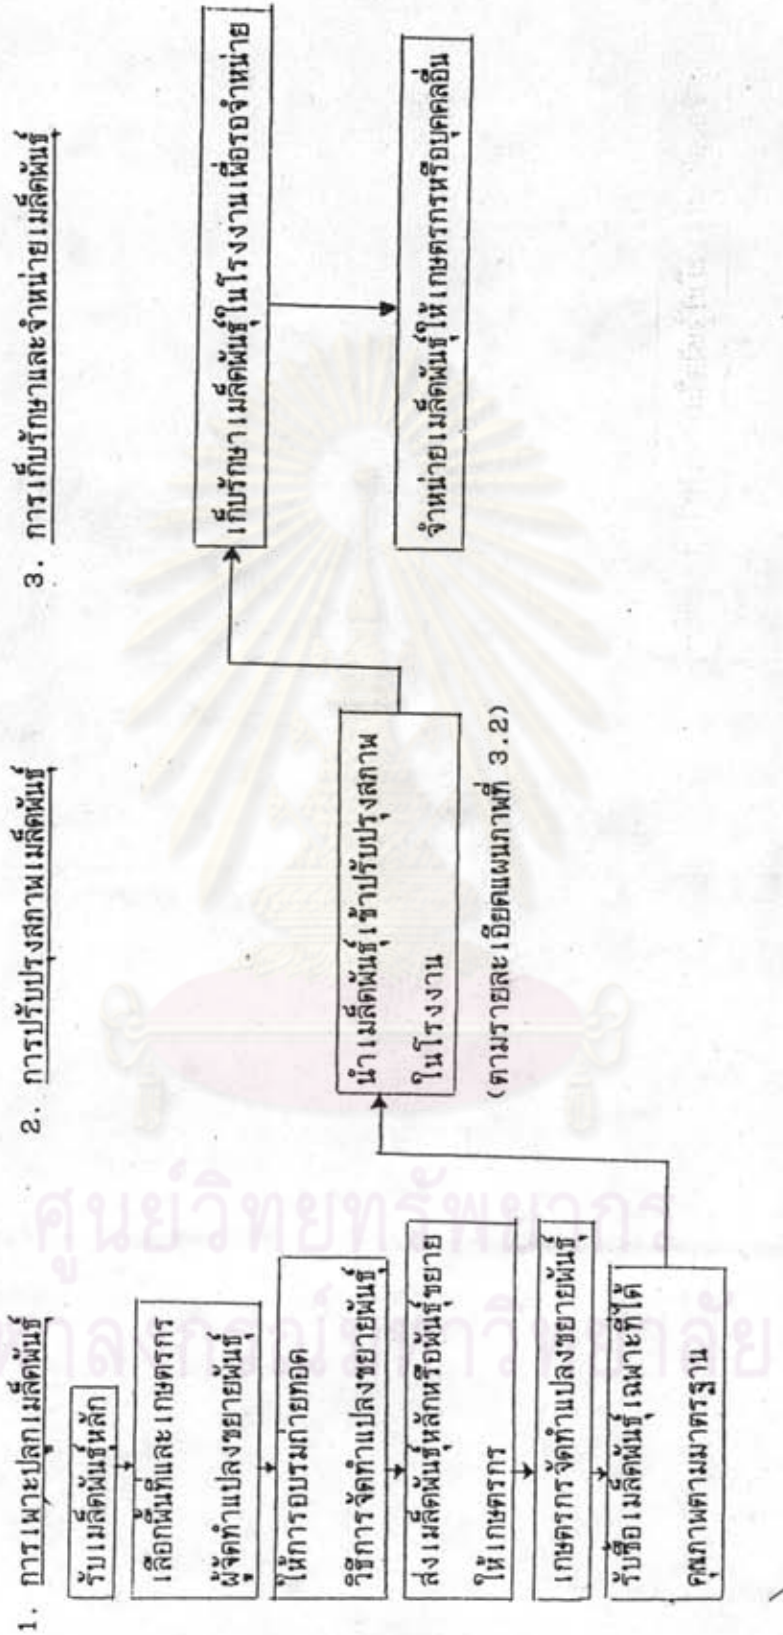 1. การเพาะปลูกเมล็ดพันธุ์
รับเมล็ดพันธุ์หลัก
เลือกพื้นที่และเกษตรกร
ผู้จัดทำแปลงขยายพันธุ์
ให้การอบรมถ่ายทอด
วิธีการจัดทำแปลงขยายพันธุ์
ส่งเมล็ดพันธุ์หลักหรือพันธุ์ขยาย
ให้เกษตรกร
เกษตรกรจัดทำแปลงขยายพันธุ์
รับซื้อเมล็ดพันธุ์เฉพาะที่ได้
คุณภาพตามมาตรฐาน
2. การปรับปรุงสภาพเมล็ดพันธุ์
นำเมล็ดพันธุ์เข้าปรับปรุงสภาพ
ในโรงงาน
(ตามรายละเอียดแผนภาพที่ 3.2)
3. การเก็บรักษาและจำหน่ายเมล็ดพันธุ์
เก็บรักษาเมล็ดพันธุ์ในโรงงานเพื่อรอจำหน่าย
จำหน่ายเมล็ดพันธุ์ให้เกษตรกรหรือบุคคลอื่น
ศูนย์วิทยทรัพยากร